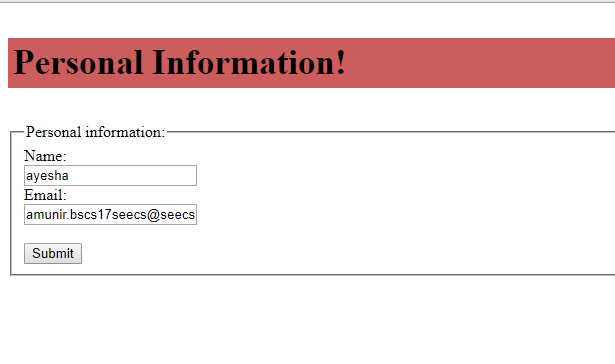 Personal Information!
Personal information:
Name:
ayesha
Email:
amunir.bscs17seecs@seecs
Submit